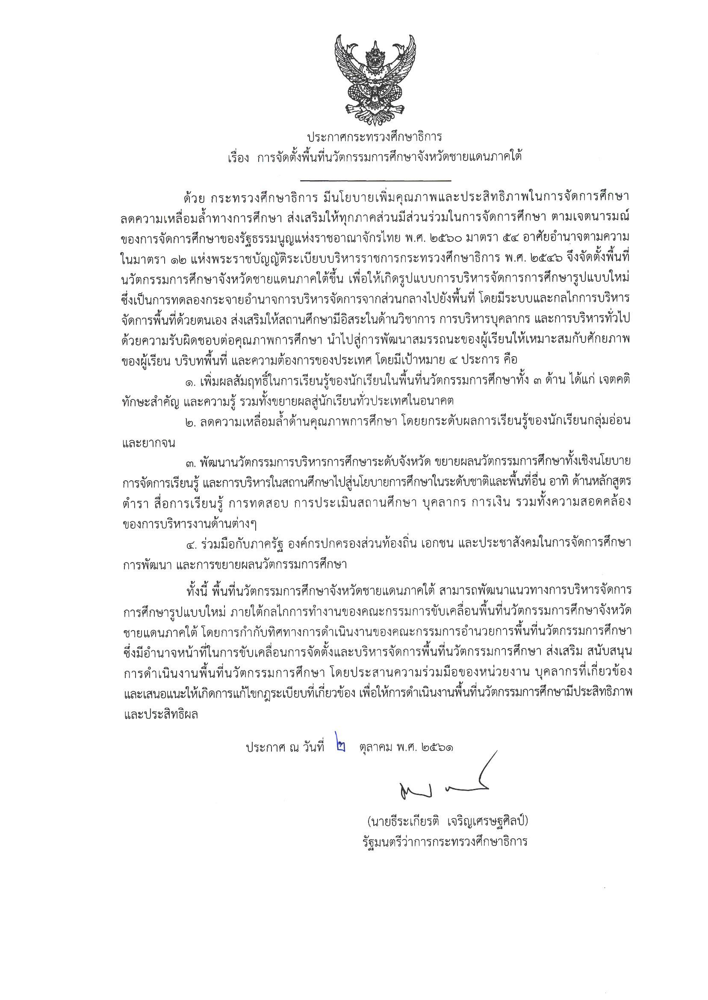 ประกาศกระทรวงศึกษาธิการ
เรื่อง การจัดตั้งพื้นที่นวัตกรรมการศึกษาจังหวัดชายแดนภาคใต้
ด้วย กระทรวงศึกษาธิการ มีนโยบายเพิ่มคุณภาพและประสิทธิภาพในการจัดการศึกษา
ลดความเหลื่อมล้ำทางการศึกษา ส่งเสริมให้ทุกภาคส่วนมีส่วนร่วมในการจัดการศึกษา ตามเจตนารมณ์
ของการจัดการศึกษาของรัฐธรรมนูญแห่งราชอาณาจักรไทย พ.ศ. ๒๕๖๐ มาตรา ๕๔ อาศัยอำนาจตามความ
ในมาตรา ๑๒ แห่งพระราชบัญญัติระเบียบบริหารราชการกระทรวงศึกษาธิการ พ.ศ. ๒๕๔๖ จึงจัดตั้งพื้นที่
นวัตกรรมการศึกษาจังหวัดชายแดนภาคใต้ขึ้น เพื่อให้เกิดรูปแบบการบริหารจัดการการศึกษารูปแบบใหม่
ซึ่งเป็นการทดลองกระจายอำนาจการบริหารจัดการจากส่วนกลางไปยังพื้นที่ โดยมีระบบและกลไกการบริหาร
จัดการพื้นที่ด้วยตนเอง ส่งเสริมให้สถานศึกษามีอิสระในด้านวิชาการ การบริหารบุคลากร และการบริหารทั่วไป
ด้วยความรับผิดชอบต่อคุณภาพการศึกษา นำไปสู่การพัฒนาสมรรถนะของผู้เรียนให้เหมาะสมกับศักยภาพ
ของผู้เรียน บริบทพื้นที่ และความต้องการของประเทศ โดยมีเป้าหมาย ๔ ประการ คือ
๑. เพิ่มผลสัมฤทธิ์ในการเรียนรู้ของนักเรียนในพื้นที่นวัตกรรมการศึกษาทั้ง ๓ ด้าน ได้แก่ เจตคติ
ทักษะสำคัญ และความรู้ รวมทั้งขยายผลสู่นักเรียนทั่วประเทศในอนาคต
๒. ลดความเหลื่อมล้ำด้านคุณภาพการศึกษา โดยยกระดับผลการเรียนรู้ของนักเรียนกลุ่มอ่อน
และยากจน
๓. พัฒนานวัตกรรมการบริหารการศึกษาระดับจังหวัด ขยายผลนวัตกรรมการศึกษาทั้งเชิงนโยบาย
การจัดการเรียนรู้ และการบริหารในสถานศึกษาไปสู่นโยบายการศึกษาในระดับชาติและพื้นที่อื่น อาทิ ด้านหลักสูตร
ตำรา สื่อการเรียนรู้ การทดสอบ การประเมินสถานศึกษา บุคลากร การเงิน รวมทั้งความสอดคล้อง
ของการบริหารงานด้านต่างๆ
๔. ร่วมมือกับภาครัฐ องค์กรปกครองส่วนท้องถิ่น เอกชน และประชาสังคมในการจัดการศึกษา
การพัฒนา และการขยายผลนวัตกรรมการศึกษา
ทั้งนี้ พื้นที่นวัตกรรมการศึกษาจังหวัดชายแดนภาคใต้ สามารถพัฒนาแนวทางการบริหารจัดการ
การศึกษารูปแบบใหม่ ภายใต้กลไกการทำงานของคณะกรรมการขับเคลื่อนพื้นที่นวัตกรรมการศึกษาจังหวัด
ชายแดนภาคใต้ โดยการกำกับทิศทางการดำเนินงานของคณะกรรมการอำนวยการพื้นที่นวัตกรรมการศึกษา
ซึ่งมีอำนาจหน้าที่ในการขับเคลื่อนการจัดตั้งและบริหารจัดการพื้นที่นวัตกรรมการศึกษา ส่งเสริม สนับสนุน
การดำเนินงานพื้นที่นวัตกรรมการศึกษา โดยประสานความร่วมมือของหน่วยงาน บุคลากรที่เกี่ยวข้อง
และเสนอแนะให้เกิดการแก้ไขกฎระเบียบที่เกี่ยวข้อง เพื่อให้การดำเนินงานพื้นที่นวัตกรรมการศึกษามีประสิทธิภาพ
และประสิทธิผล
ประกาศ ณ วันที่ ๒ ตุลาคม พ.ศ. ๒๕๖๑
(นายธีระเกียรติ เจริญเศรษฐศิลป์)
รัฐมนตรีว่าการกระทรวงศึกษาธิการ